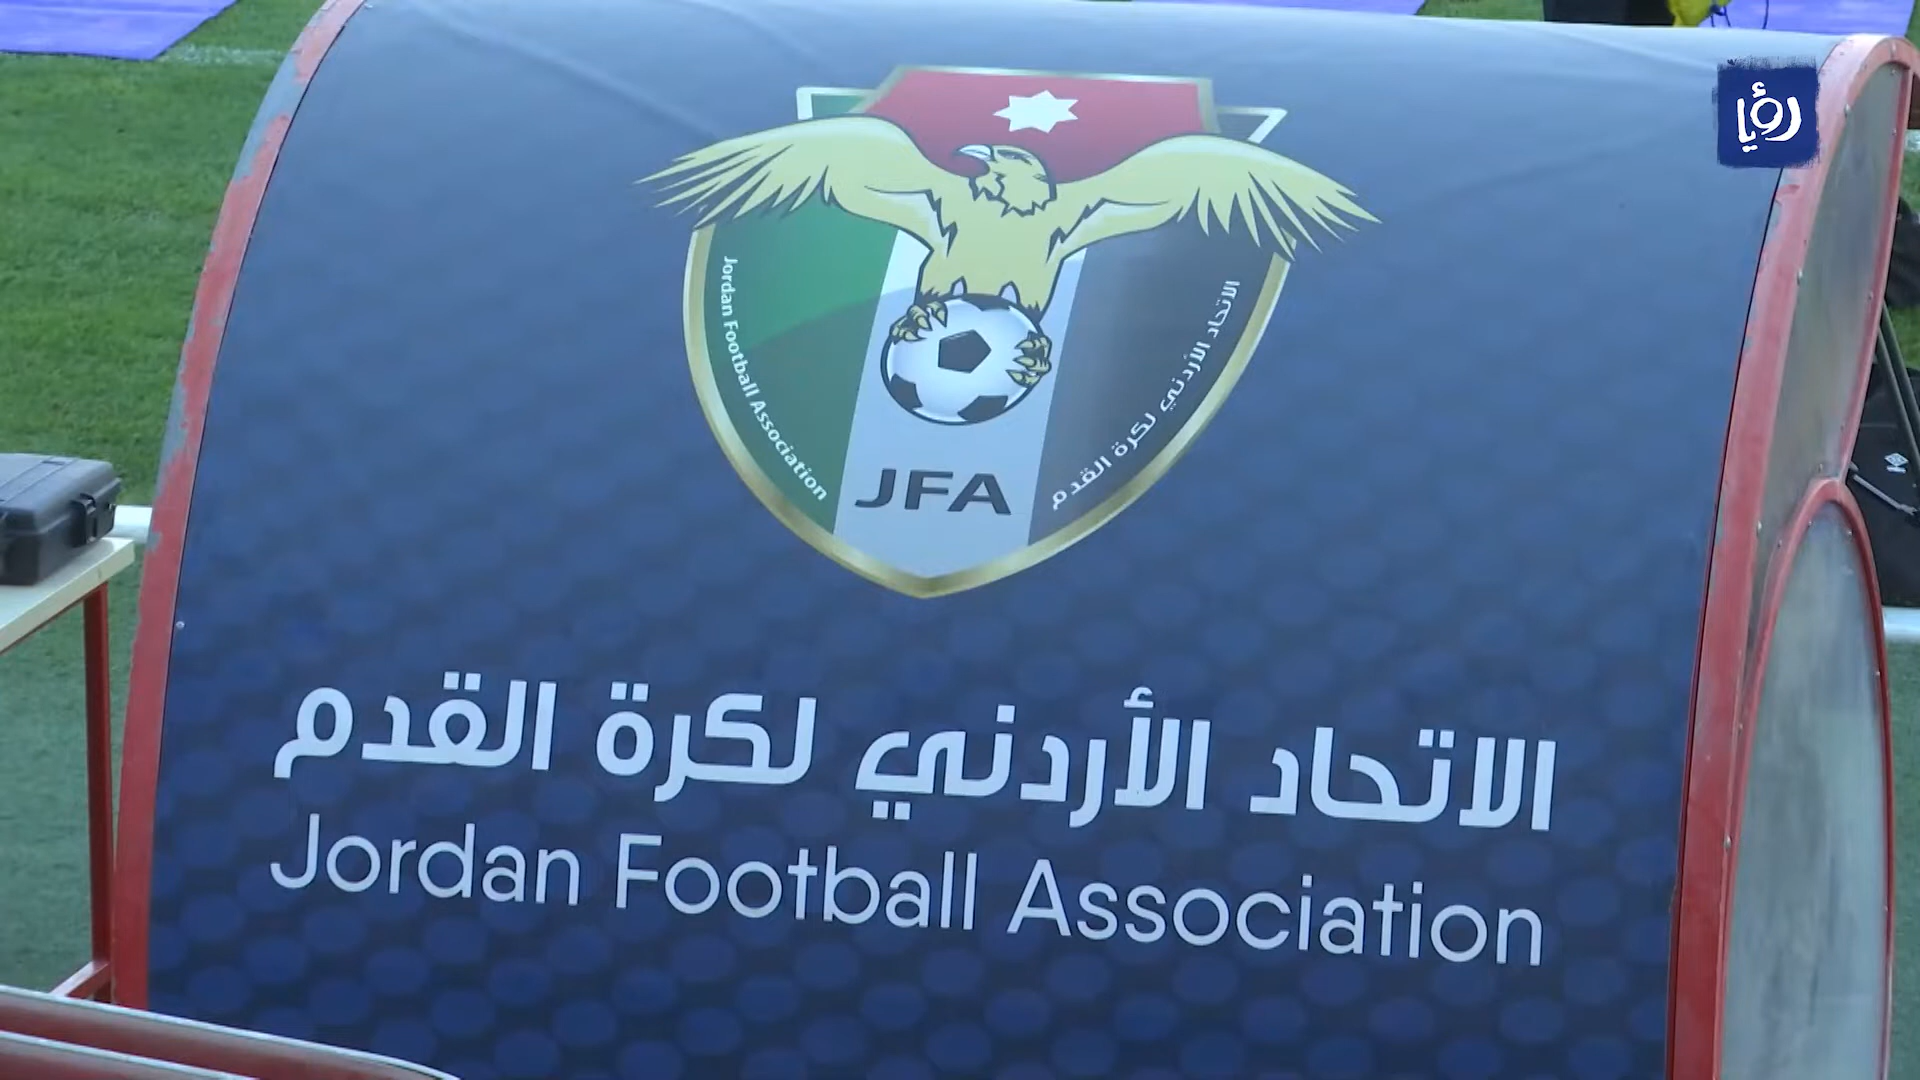 رؤيا
Jordan Football Association
الاتحاد الأردني لكرة القدم
JFA
الاتحاد الأردني لكرة القدم
Jordan Football Association